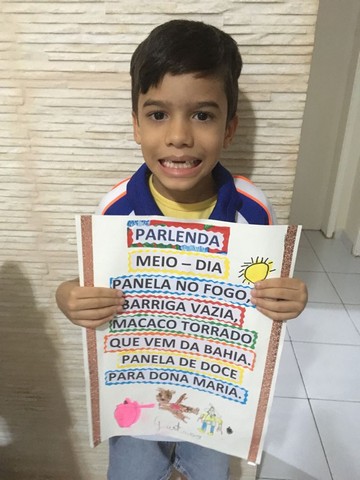 PARLENDA
MEIO – DIA
PANELA NO FOGO,
BARRIGA VAZIA,
MACACO TORRADO
QUE VEM DA BAHIA.
PANELA DE DOCE
PARA DONA MARIA.